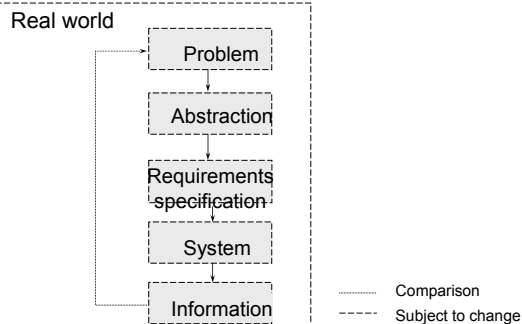 Real world
Problem
Abstraction
Requirements
specification
System
Information
Comparison
Subject to change